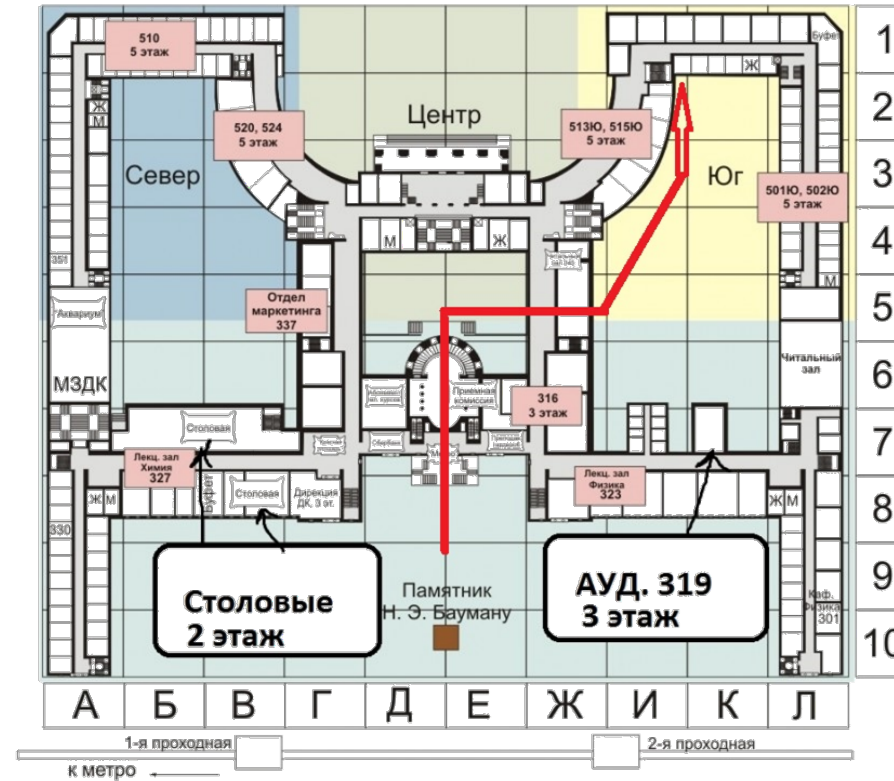 510
5 этаж
Буфет
1
Ж
Ж
М
2
520, 524
5 этаж
Центр
513Ю, 515Ю
5 этаж
Север
Юг
3
501Ю, 502Ю
5 этаж
М
Ж
4
351
Читальный
М
"Аквариум"
Отдел
маркетинга
337
5
МЗДК
Приемная
комиссия
Читальный
зал
6
316
3 этаж
Столовая
Сбербанк
7
Лекц. зал
Химия
327
Лекц. зал
Физика
323
Ж М
Буфет
Столовая
Дирекция
ДК, 3 эт.
Ж М
8
330
Столовые
2 этаж
АУД. 319
3 этаж
9
Памятник
Н. Э. Бауману
Каф.
Физика
301
10
А Б В Г Д Е Ж И К Л
1-я проходная
2-я проходная
к метро